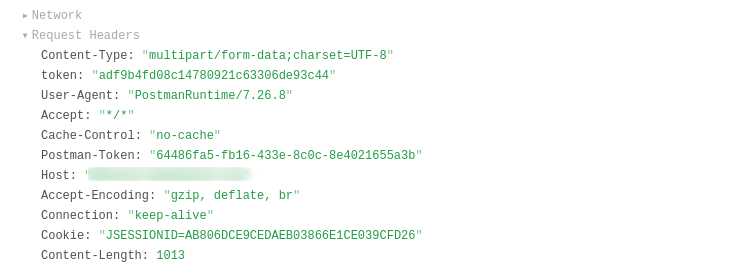 ▸ Network
▾ Request Headers
Content-Type: "multipart/form-data;charset=UTF-8"
token: "adf9b4fd08c14780921c63306de93c44"
User-Agent: "PostmanRuntime/7.26.8"
Accept: "*/*"
Cache-Control: "no-cache"
Postman-Token: "64486fa5-fb16-433e-8c0c-8e4021655a3b"
Host: "
Accept-Encoding: "gzip, deflate, br"
Connection: "keep-alive"
Cookie: "JSESSIONID=AB806DCE9CEDAEB03866E1CE039CFD26"
Content-Length: 1013